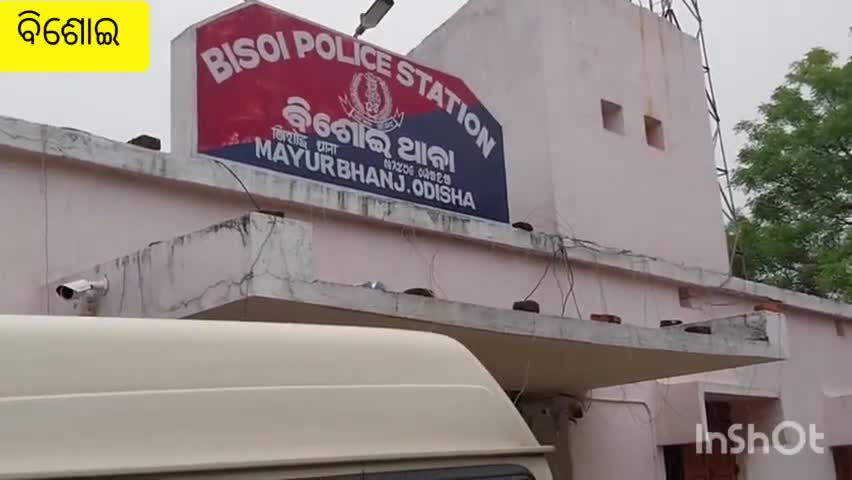 ବିଶୋଇ
BISOI POLICE STATION
ବିଶୋଇ ଥାନା
MAYURBHANJ. ODISHA
InShOt